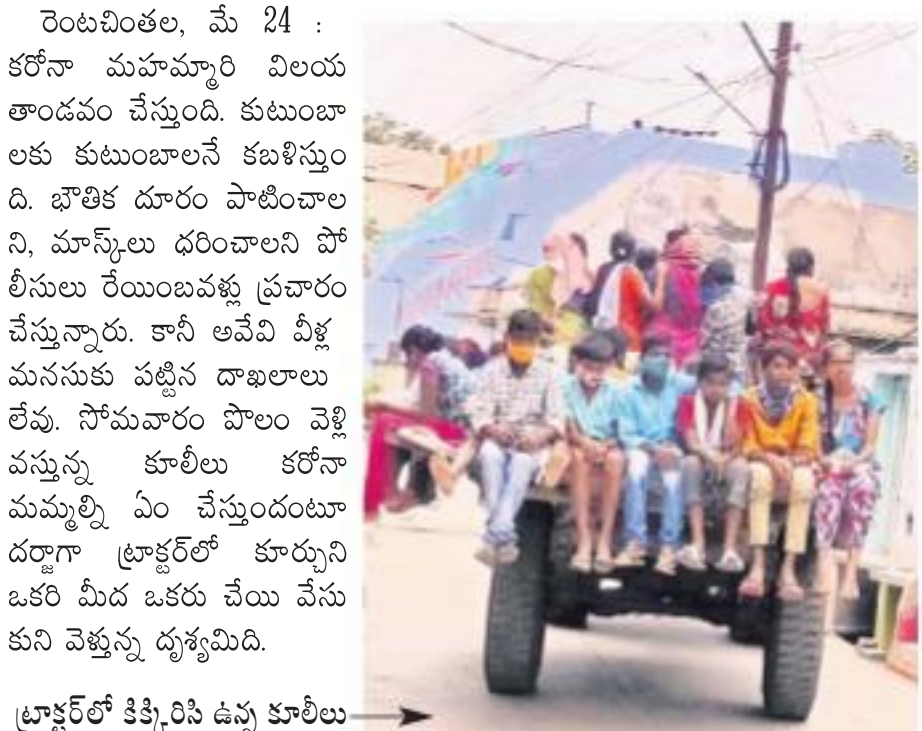 రెంటచింతల, మే 24 :
కరోనా మహమ్మారి విలయ
తాండవం చేస్తుంది. కుటుంబా
లకు కుటుంబాలనే కబళిస్తుం
ది. భౌతిక దూరం పాటించాల
ని, మాస్క్‌లు ధరించాలని పో
లీసులు రేయింబవళ్లు ప్రచారం
చేస్తున్నారు. కానీ అవేవి వీళ్ల
మనసుకు పట్టిన దాఖలాలు
లేవు. సోమవారం పొలం వెళ్లి
వస్తున్న కూలీలు కరోనా
మమ్మల్ని ఏం చేస్తుందంటూ
దర్జాగా ట్రాక్టర్‌లో కూర్చుని
ఒకరి మీద ఒకరు చేయి వేసు
కుని వెళ్తున్న దృశ్యమిది.
ట్రాక్టర్‌లో కిక్కిరిసి ఉన్న కూలీలు